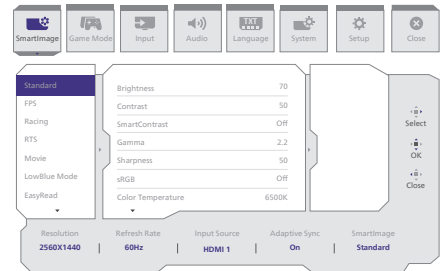 SmartImage Game Mode Input Audio TXT Language System Setup Close
Standard
FPS
Racing
RTS
Movie
LowBlue Mode
EasyRead
Brightness 70
Contrast 50
SmartContrast Off
Gamma 2.2
Sharpness 50
sRGB Off
Color Temperature 6500K
Select
OK
Close
Resolution Refresh Rate Input Source Adaptive Sync SmartImage
2560X1440 60Hz HDMI 1 On Standard